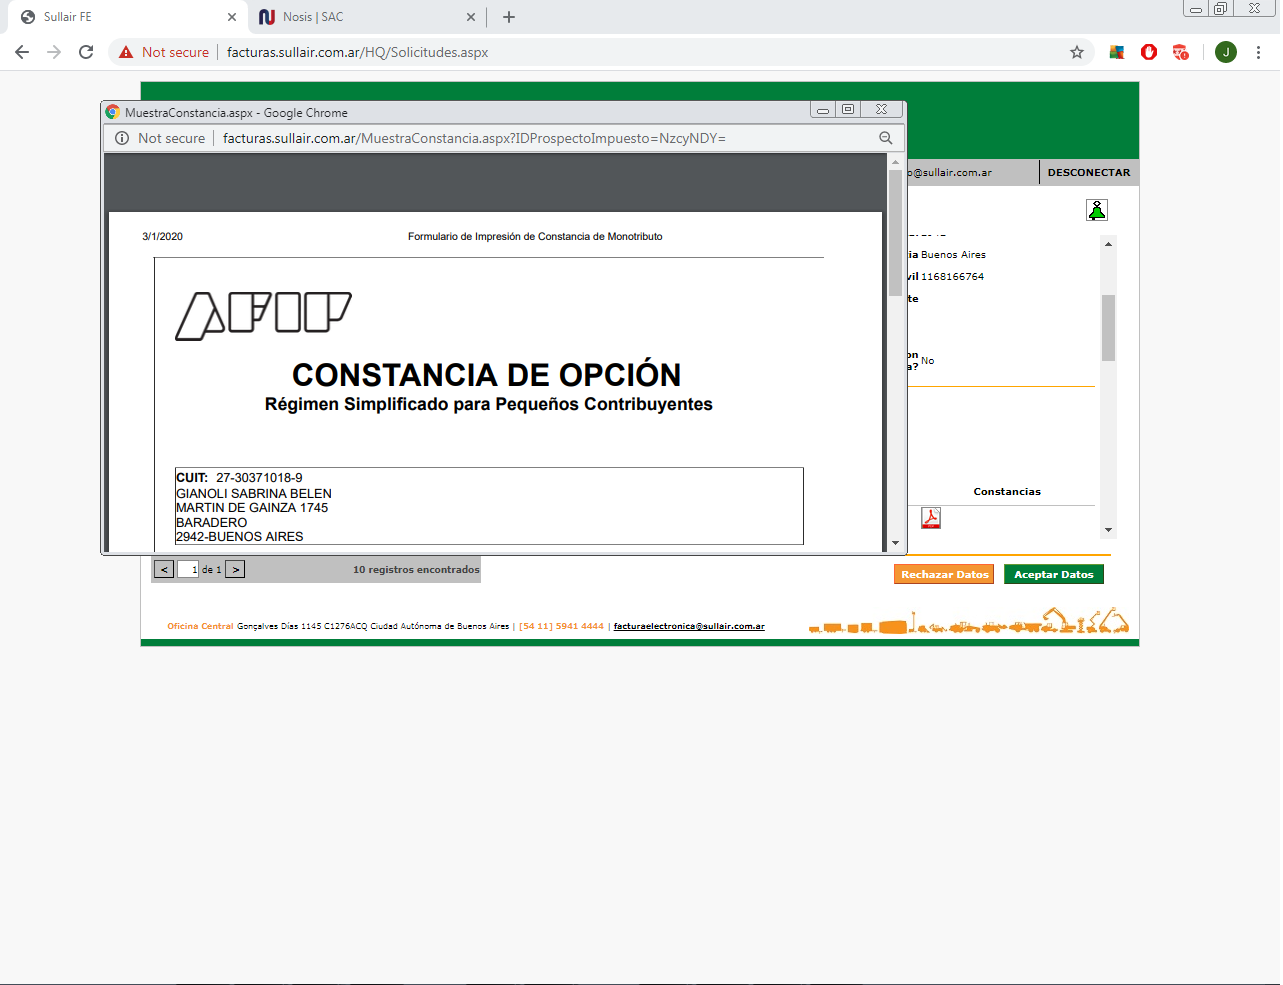 Sullair FE
Nosis | SAC
Not secure
facturas.sullair.com.ar/HQ/Solicitudes.aspx
J
MuestraConstancia.aspx - Google Chrome
Not secure
facturas.sullair.com.ar/MuestraConstancia.aspx?IDProspectoImpuesto=NzcyNDY=
o@sullair.com.ar
DESCONECTAR
3/1/2020
Formulario de Impresión de Constancia de Monotributo
AFIP
CONSTANCIA DE OPCIÓN
Régimen Simplificado para Pequeños Contribuyentes
CUIT: 27-30371018-9
GIANOLI SABRINA BELEN
MARTIN DE GAINZA 1745
BARADERO
2942-BUENOS AIRES
ia Buenos Aires
vil 1168166764
te
on
a? No
Constancias
< 1 de 1 >
10 registros encontrados
Rechazar Datos
Aceptar Datos
Oficina Central Gonçalves Días 1145 C1276ACQ Ciudad Autónoma de Buenos Aires | [54 11] 5941 4444 | facturaelectronica@sullair.com.ar